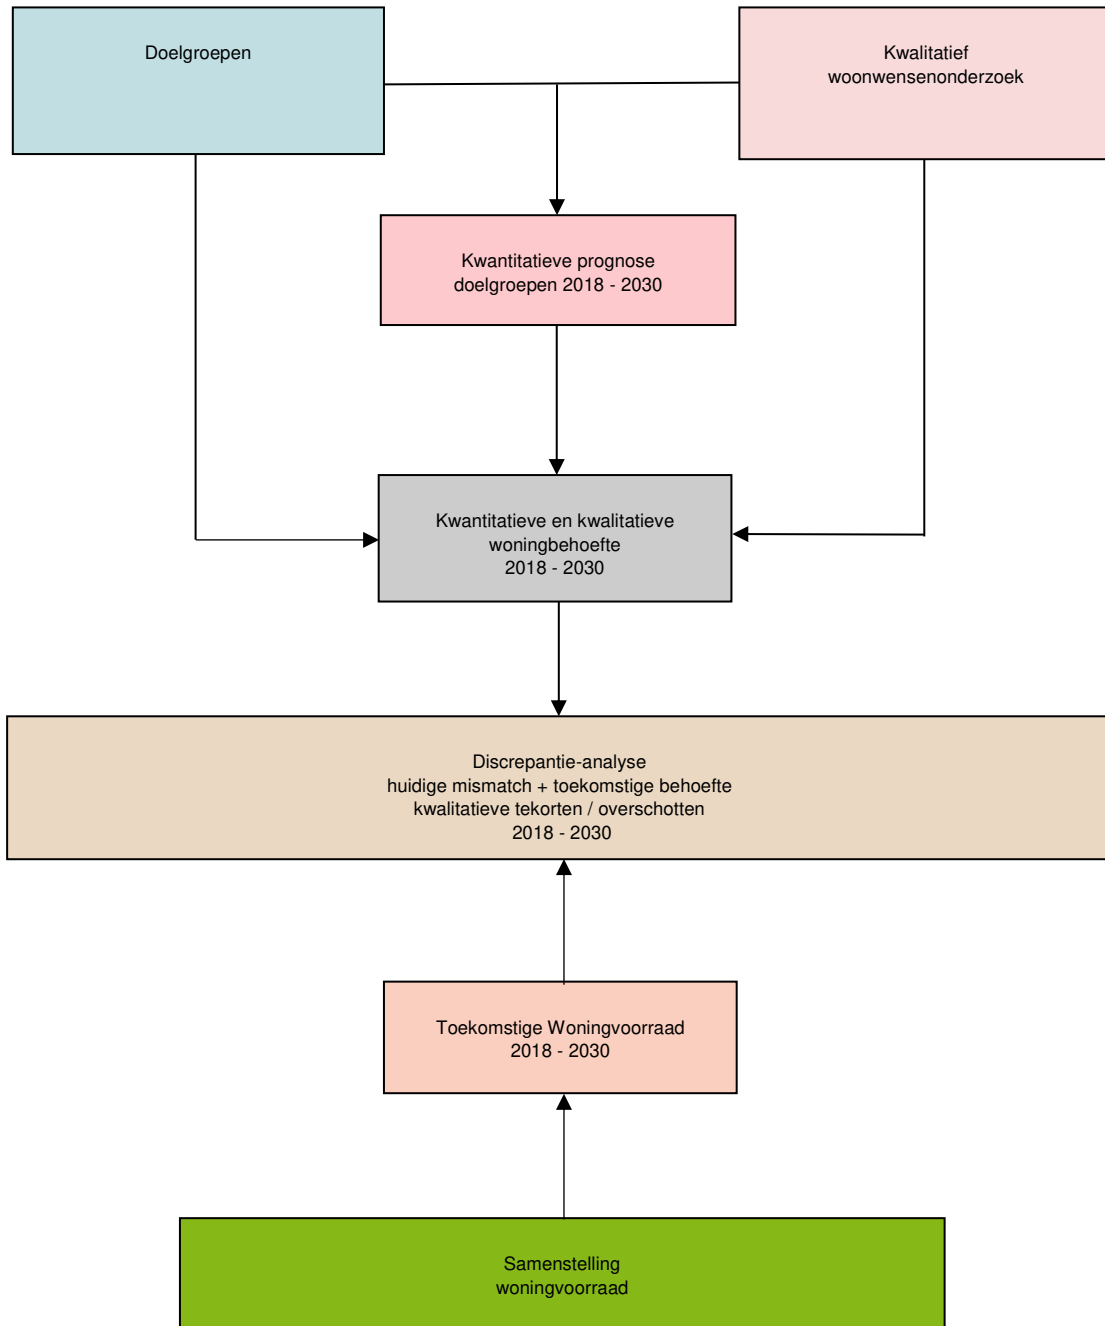 Doelgroepen
Kwalitatief
woonwensenonderzoek
Kwantitatieve prognose
doelgroepen 2018 - 2030
Kwantitatieve en kwalitatieve
woningbehoefte
2018 - 2030
Discrepantie-analyse
huidige mismatch + toekomstige behoefte
kwalitatieve tekorten / overschotten
2018 - 2030
Toekomstige Woningvoorraad
2018 - 2030
Samenstelling
woningvoorraad